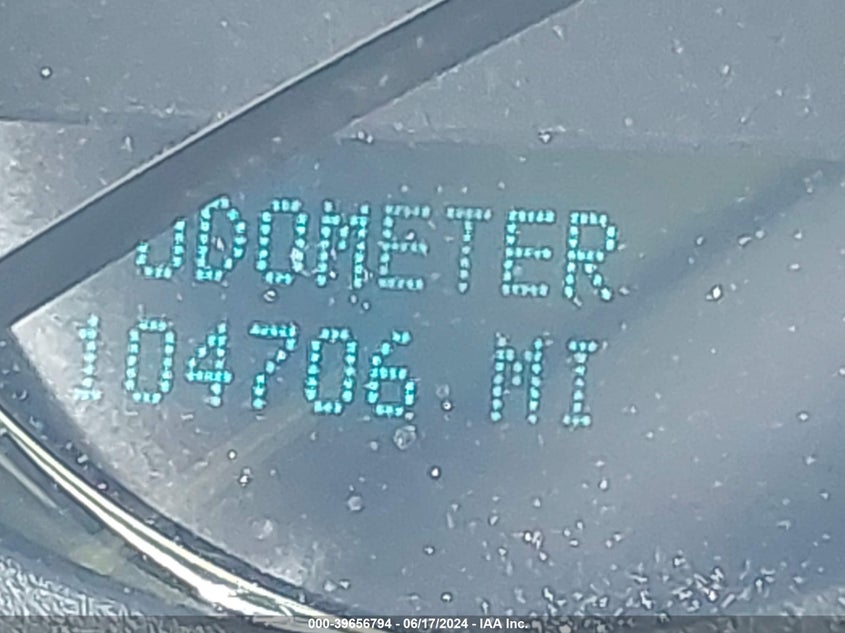 ODOMETER
104706 MI
000-39656794 - 06/17/2024 - IAA Inc.